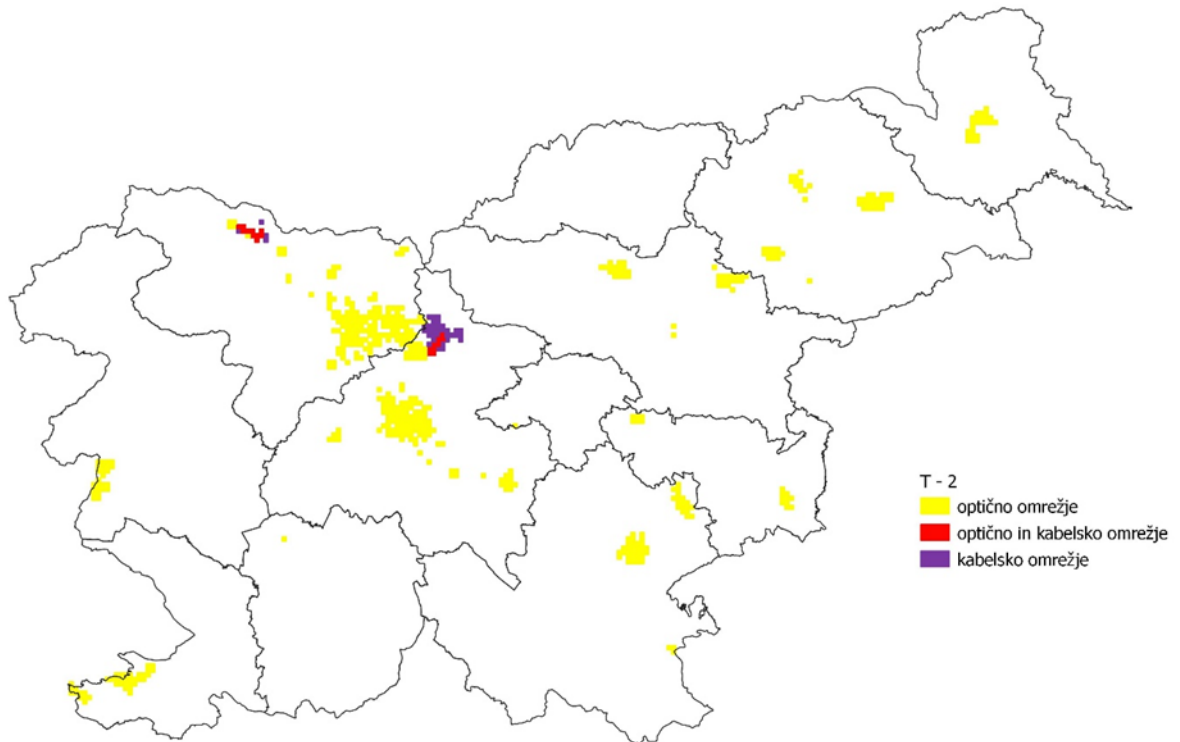 T - 2
optično omrežje
optično in kabelsko omrežje
kabelsko omrežje